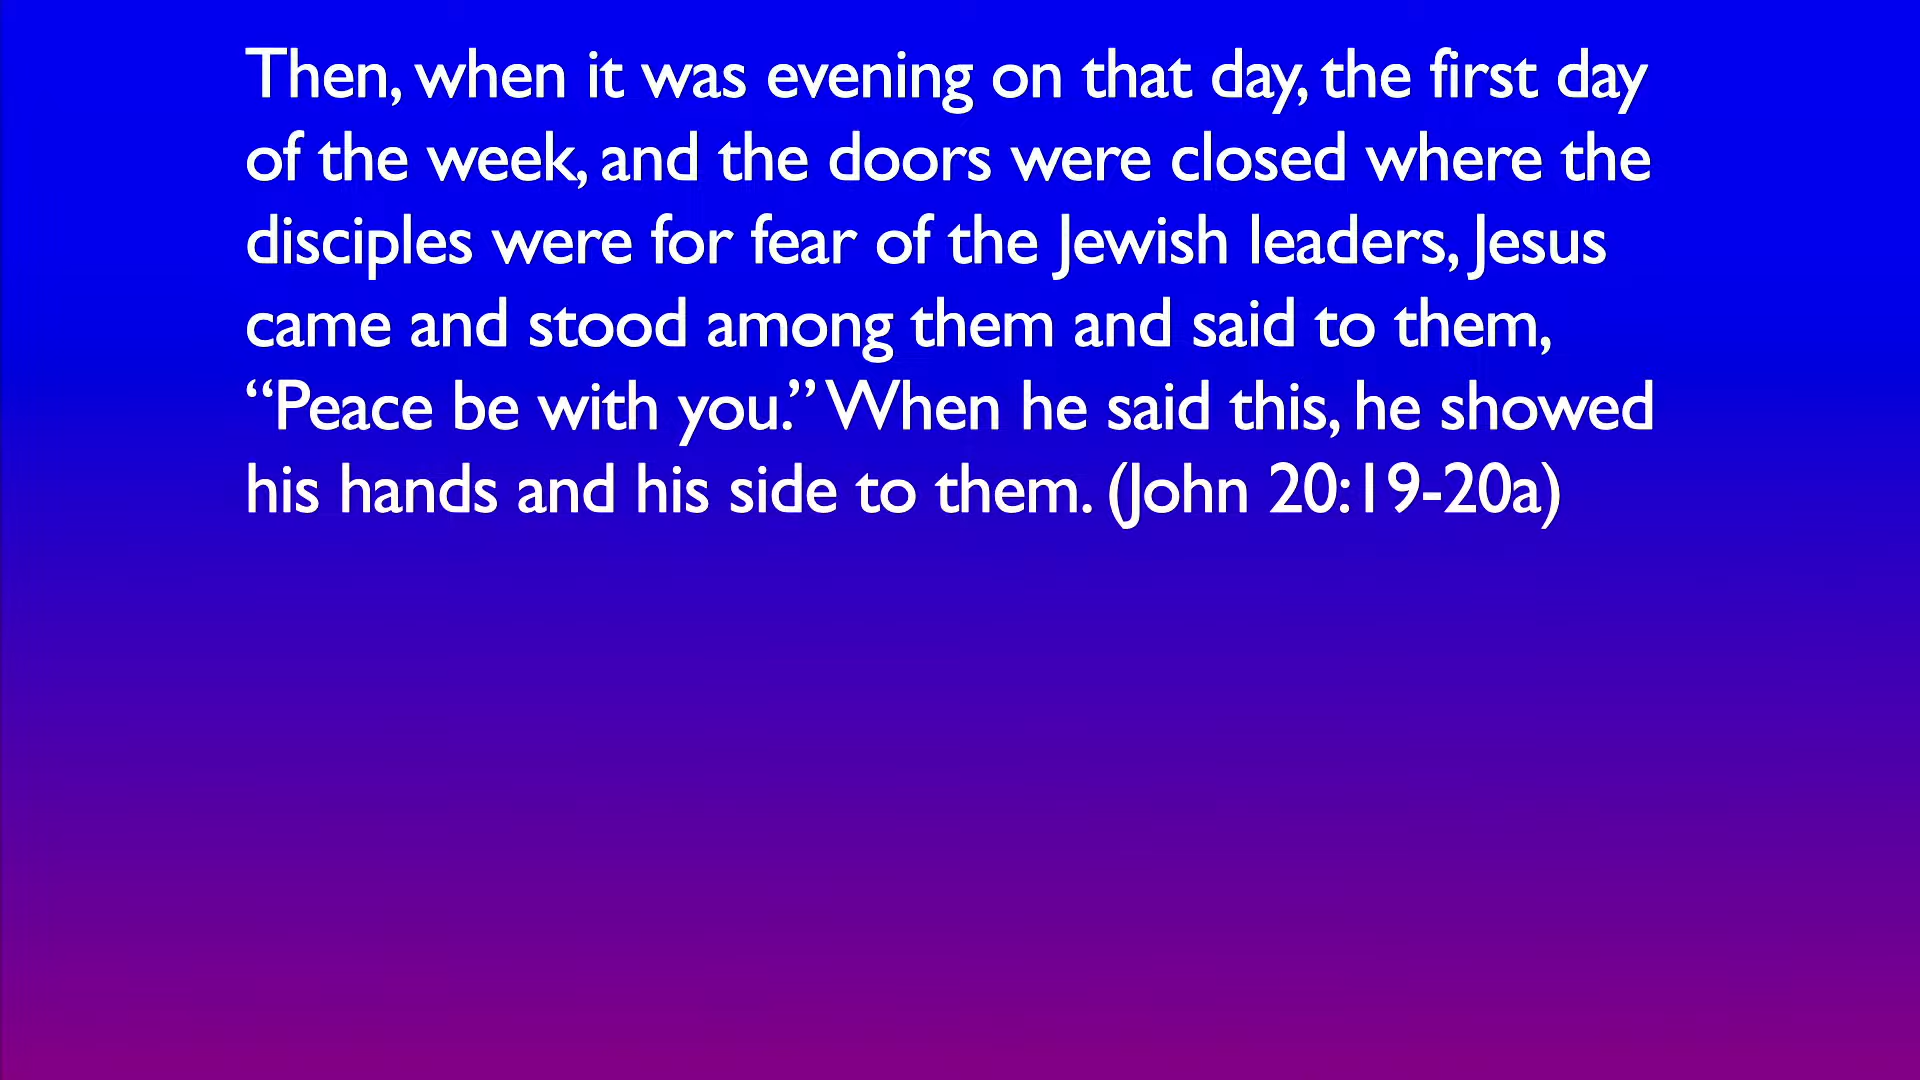 Then, when it was evening on that day, the first day
of the week, and the doors were closed where the
disciples were for fear of the Jewish leaders, Jesus
came and stood among them and said to them,
“Peace be with you.” When he said this, he showed
his hands and his side to them. (John 20:19-20a)